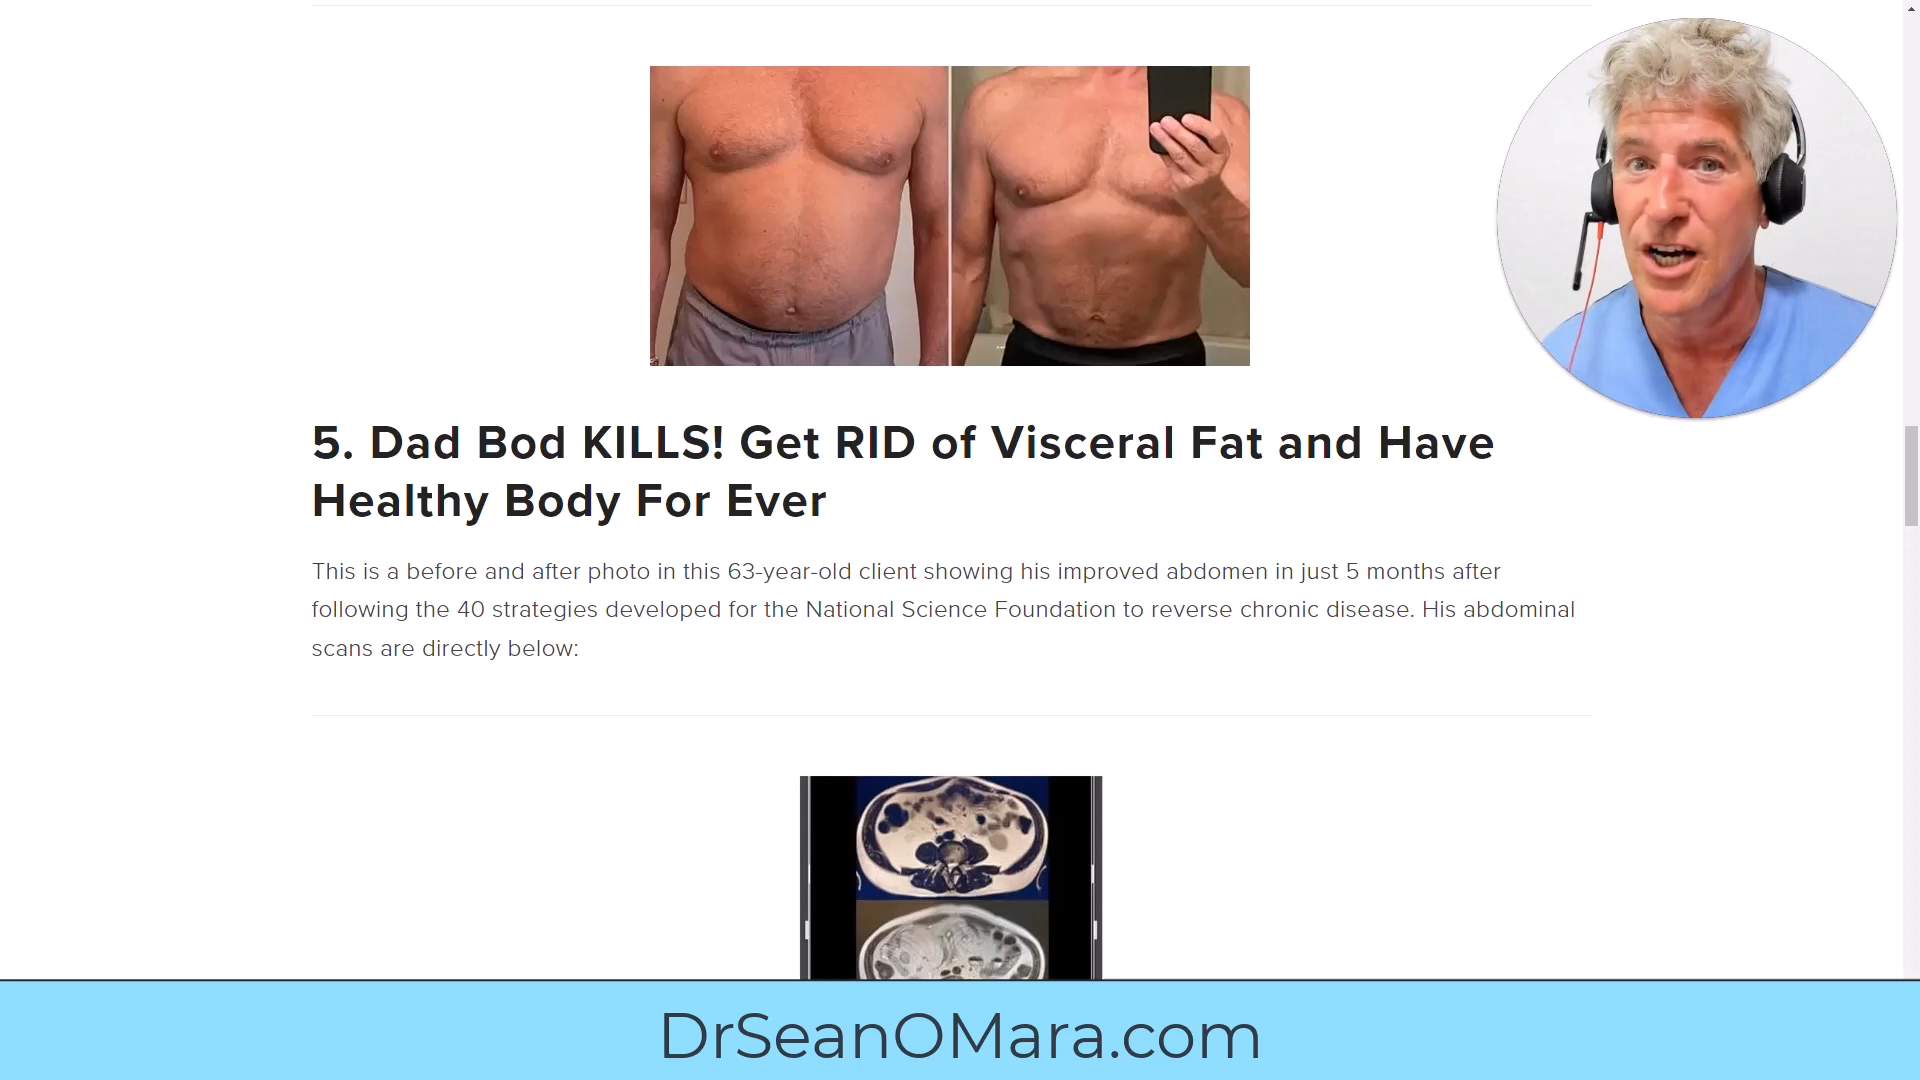 5. Dad Bod KILLS! Get RID of Visceral Fat and Have
Healthy Body For Ever
This is a before and after photo in this 63-year-old client showing his improved abdomen in just 5 months after
following the 40 strategies developed for the National Science Foundation to reverse chronic disease. His abdominal
scans are directly below:
DrSeanOMara.com